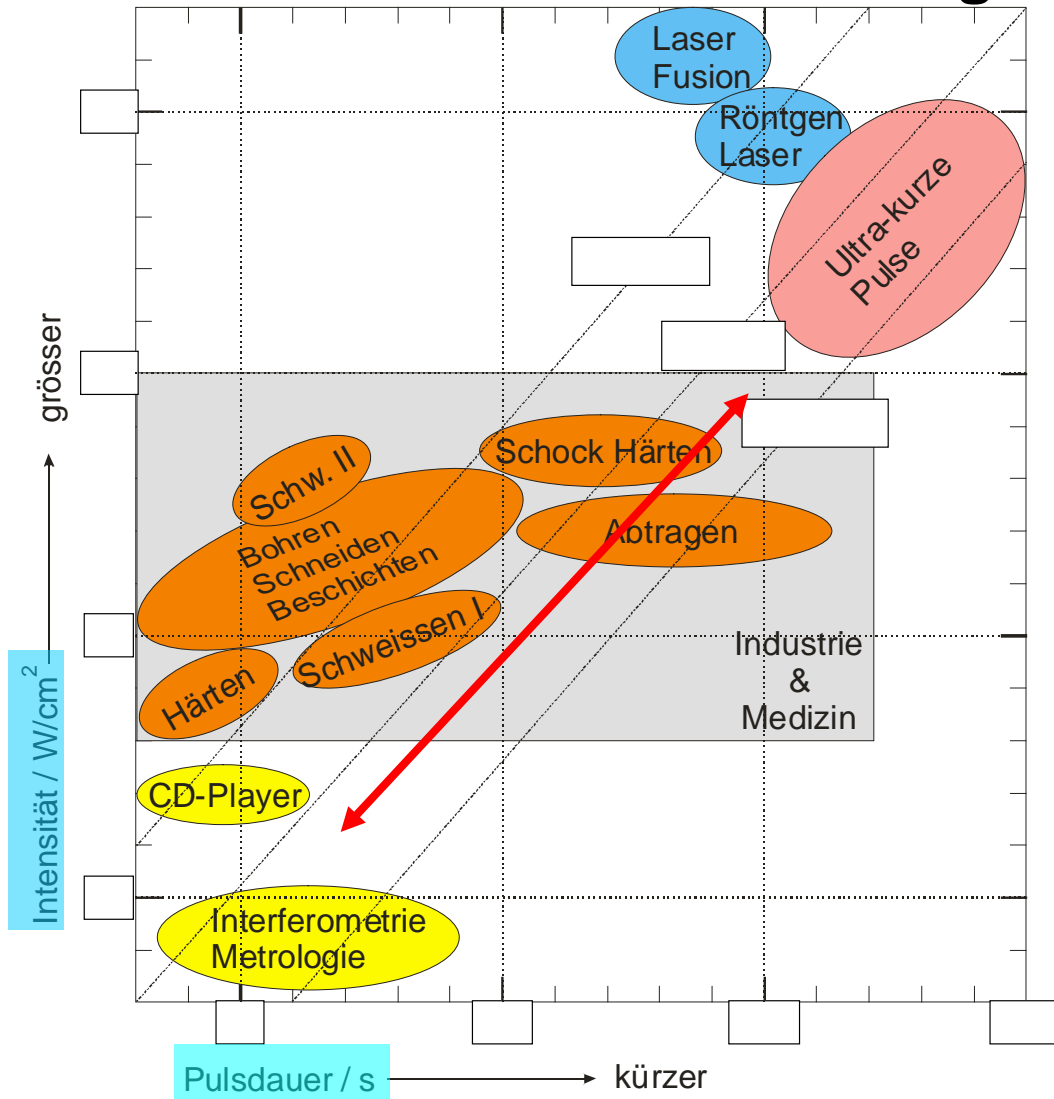 Laser
Fusion
Röntgen
Laser
Ultra-kurze
Pulse
grösser
Schw. II
Schock Härten
Bohren
Schneiden
Beschichten
Abtragen
Schweissen I
Härten
Industrie
&
Medizin
CD-Player
Intensität / W/cm²
Interferometrie
Metrologie
Pulsdauer / s
kürzer